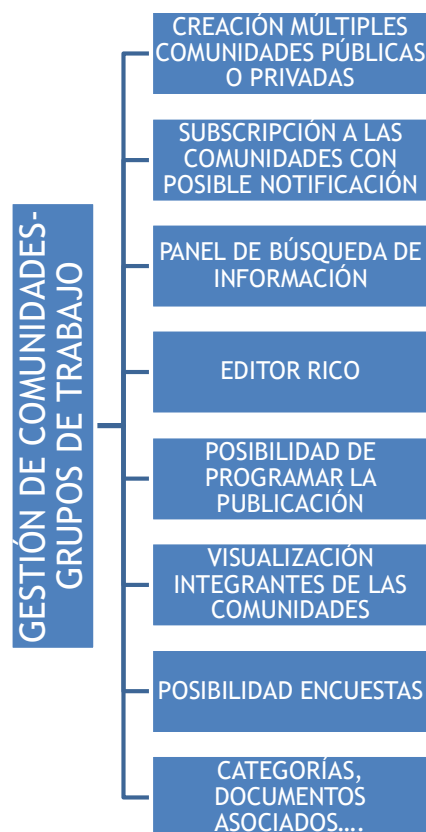 GESTIÓN DE COMUNIDADES-
GRUPOS DE TRABAJO
CREACIÓN MÚLTIPLES
COMUNIDADES PÚBLICAS
O PRIVADAS
SUBSCRIPCIÓN A LAS
COMUNIDADES CON
POSIBLE NOTIFICACIÓN
PANEL DE BÚSQUEDA DE
INFORMACIÓN
EDITOR RICO
POSIBILIDAD DE
PROGRAMAR LA
PUBLICACIÓN
VISUALIZACIÓN
INTEGRANTES DE LAS
COMUNIDADES
POSIBILIDAD ENCUESTAS
CATEGORÍAS,
DOCUMENTOS
ASOCIADOS….